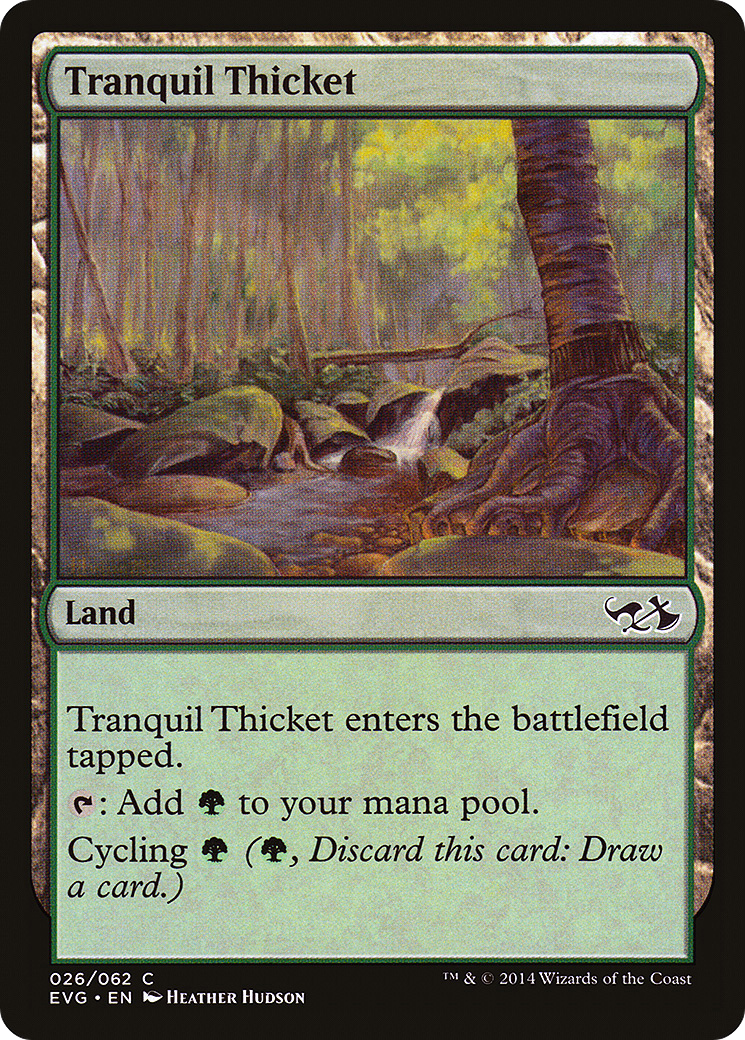 Tranquil Thicket
Land
Tranquil Thicket enters the battlefield
tapped.
: Add to your mana pool.
Cycling (, Discard this card: Draw
a card.)
026/062 C
™ & © 2014 Wizards of the Coast
EVG • EN Heather Hudson